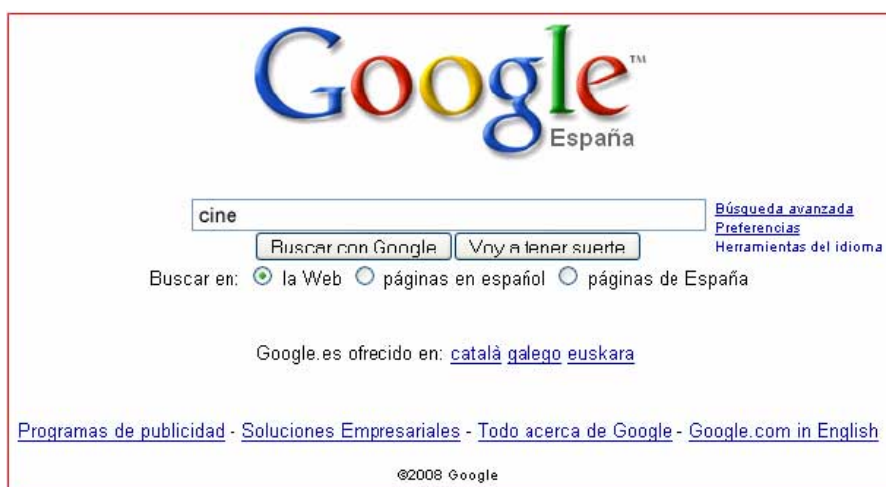 Google™
España
cine
Búsqueda avanzada
Preferencias
Herramientas del idioma
Buscar con Google Voy a tener suerte
Buscar en: la Web páginas en español páginas de España
Google.es ofrecido en: català galego euskara
Programas de publicidad - Soluciones Empresariales - Todo acerca de Google - Google.com in English
©2008 Google